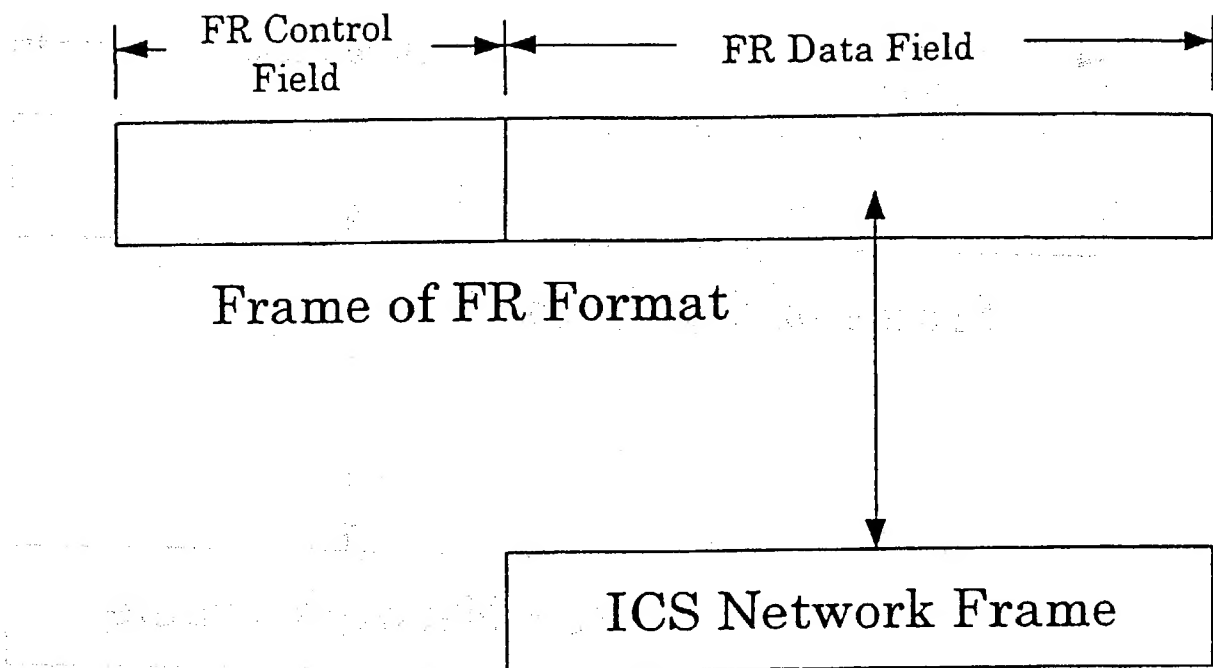 FR Control
Field
FR Data Field
Frame of FR Format
ICS Network Frame